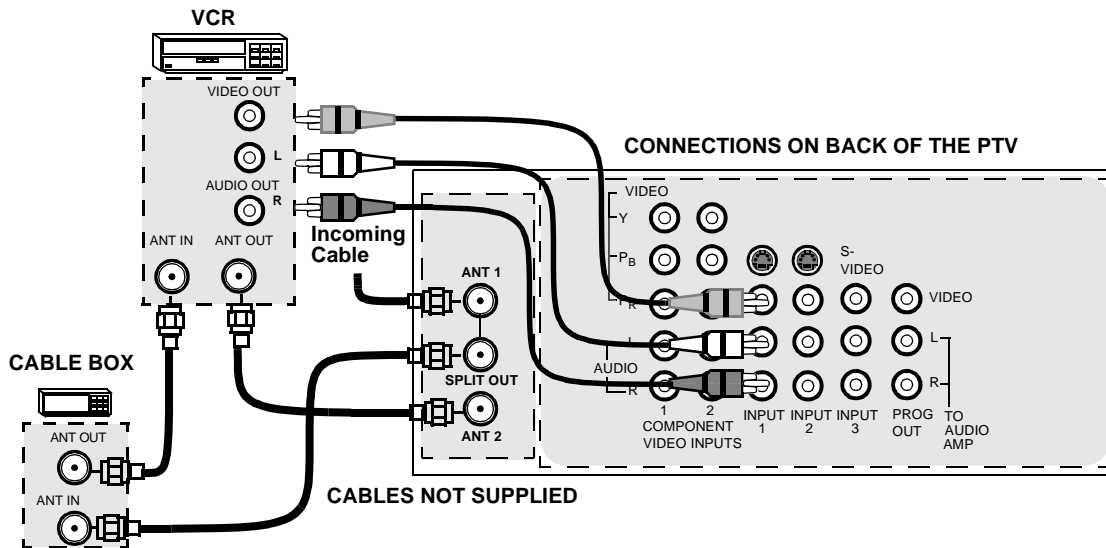 VCR
VIDEO OUT
L
AUDIO OUT
R
ANT IN
ANT OUT
Incoming
Cable
CONNECTIONS ON BACK OF THE PTV
VIDEO
Y
PB
ANT 1
SPLIT OUT
ANT 2
S-
VIDEO
VIDEO
AUDIO
R
L
R
1
2
COMPONENT
VIDEO INPUTS
INPUT
1
INPUT
2
INPUT
3
PROG
OUT
TO
AUDIO
AMP
CABLE BOX
ANT OUT
ANT IN
CABLES NOT SUPPLIED